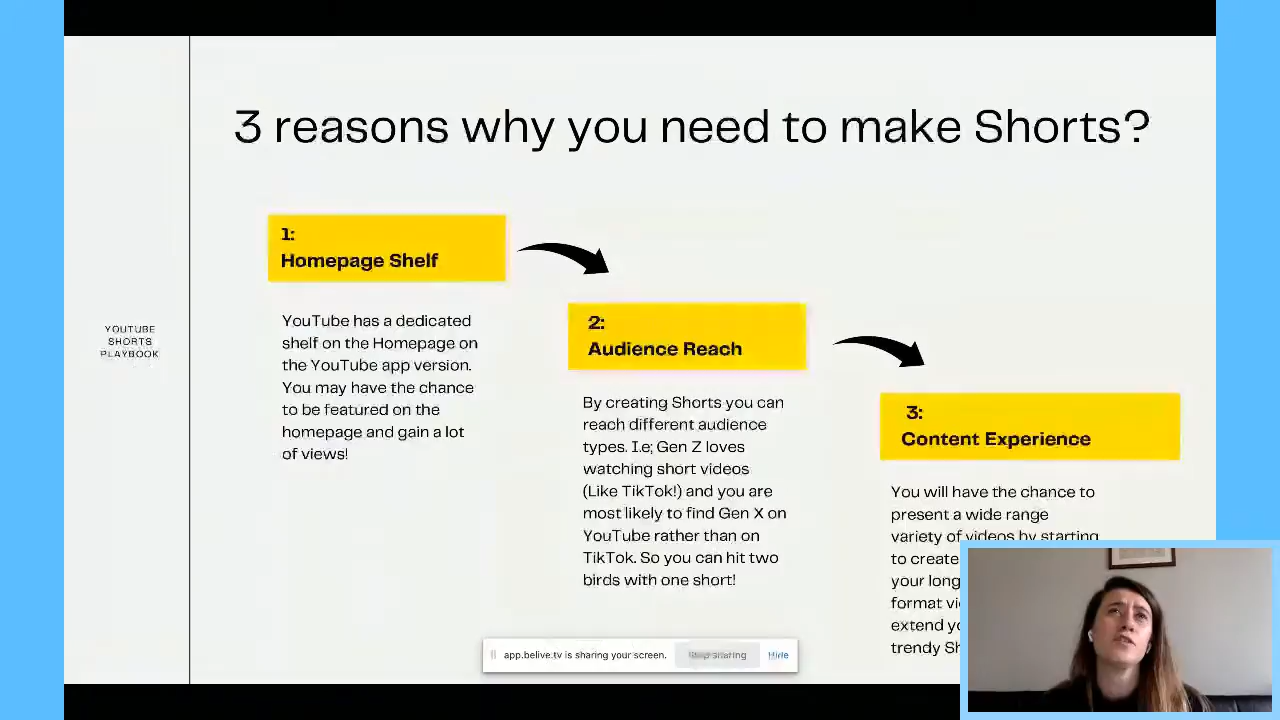 3 reasons why you need to make Shorts?
1:
Homepage Shelf
YouTube has a dedicated
shelf on the Homepage on
the YouTube app version.
You may have the chance
to be featured on the
homepage and gain a lot
of views!
YOUTUBE
SHORTS
PLAYBOOK
2:
Audience Reach
By creating Shorts you can
reach different audience
types. I.e; Gen Z loves
watching short videos
(Like TikTok!) and you are
most likely to find Gen X on
YouTube rather than on
TikTok. So you can hit two
birds with one short!
3:
Content Experience
You will have the chance to
present a wide range
variety of videos by starting
to create
your long
format
extend
trendy
app.belive.tv is sharing your screen.
Stop sharing
Hide